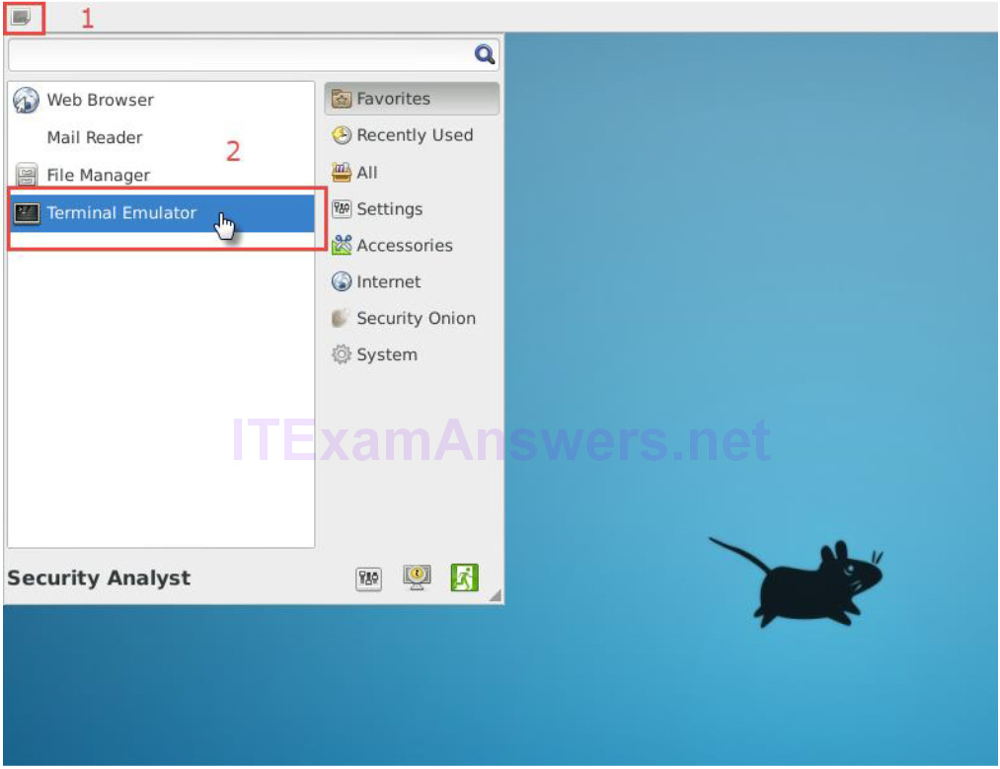 1
Web Browser
Mail Reader
2
File Manager
Terminal Emulator
Favorites
Recently Used
All
Settings
Accessories
Internet
Security Onion
System
ITExamAnswers.net
Security Analyst